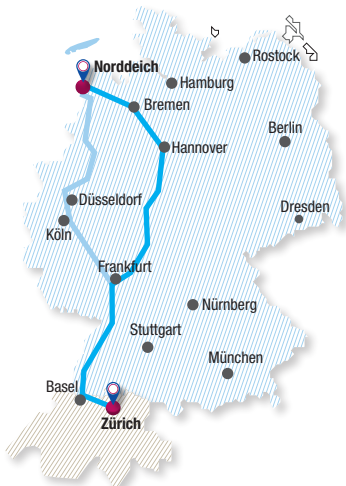 Rostock
Norddeich
Hamburg
Bremen
Berlin
Hannover
Düsseldorf
Dresden
Köln
Frankfurt
Nürnberg
Stuttgart
München
Basel
Zürich